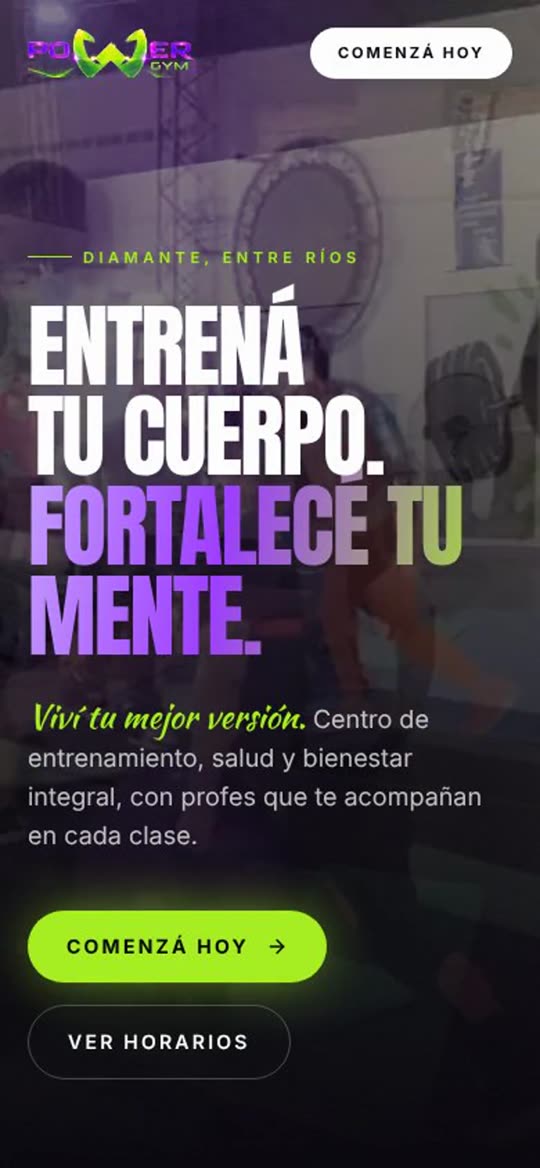 POWER
GYM
COMENZÁ HOY
DIAMANTE, ENTRE RÍOS
ENTRENÁ
TU CUERPO.
FORTALECÉ TU
MENTE.
Viví tu mejor versión. Centro de
entrenamiento, salud y bienestar
integral, con profes que te acompañan
en cada clase.
COMENZÁ HOY →
VER HORARIOS